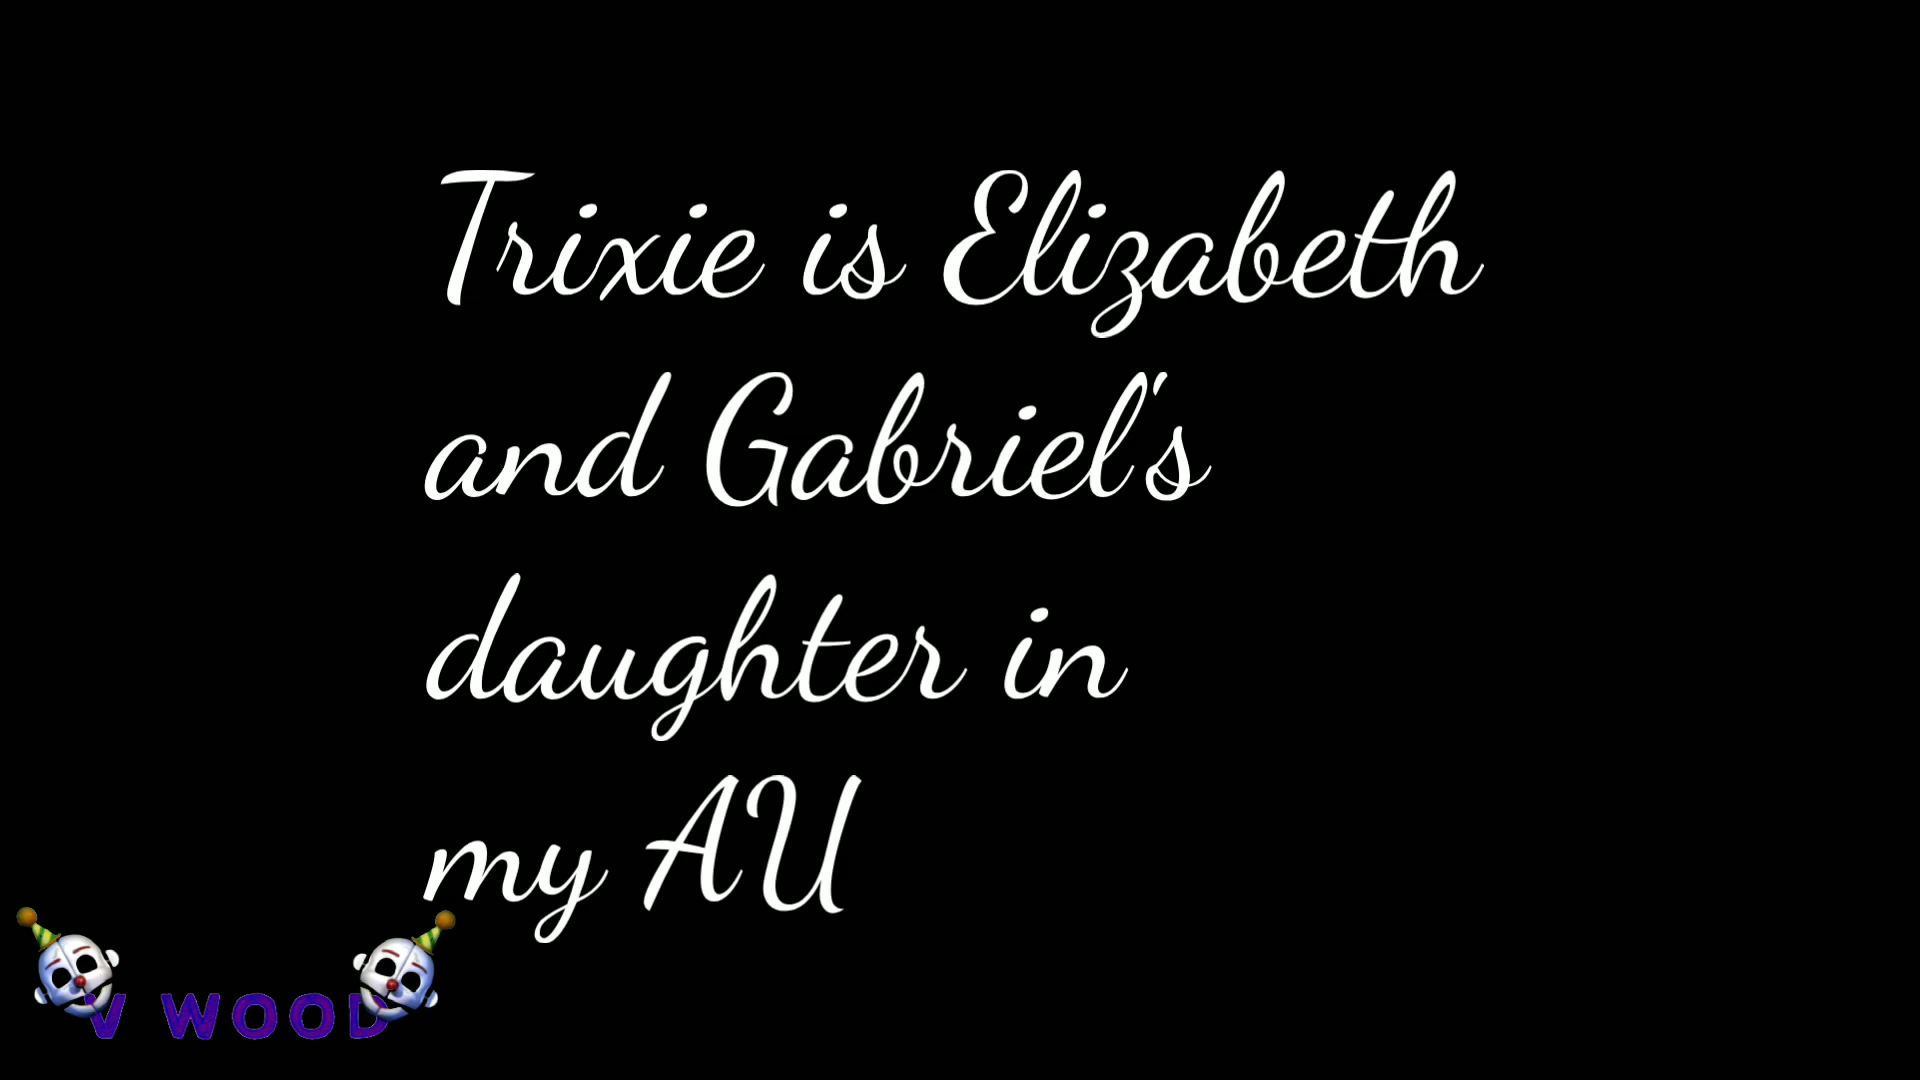 Trixie is Elizabeth
and Gabriel's
daughter in
my AU
V WOOD